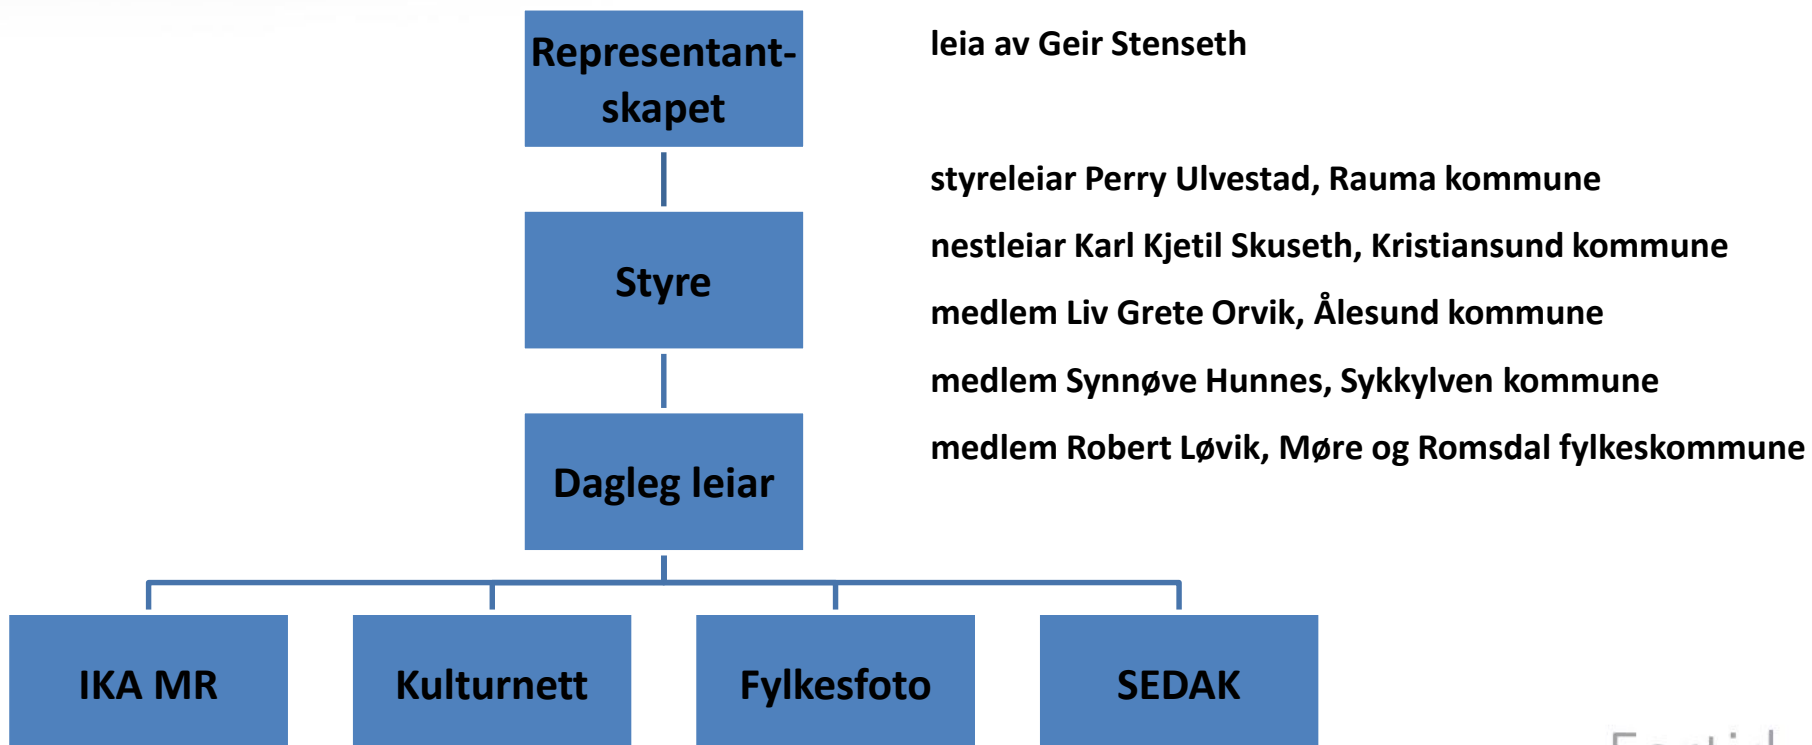 Representant-
skapet
leia av Geir Stenseth
Styre
styreleiar Perry Ulvestad, Rauma kommune
nestleiar Karl Kjetil Skuseth, Kristiansund kommune
medlem Liv Grete Orvik, Ålesund kommune
medlem Synnøve Hunnes, Sykkylven kommune
medlem Robert Løvik, Møre og Romsdal fylkeskommune
Dagleg leiar
IKA MR
Kulturnett
Fylkesfoto
SEDAK